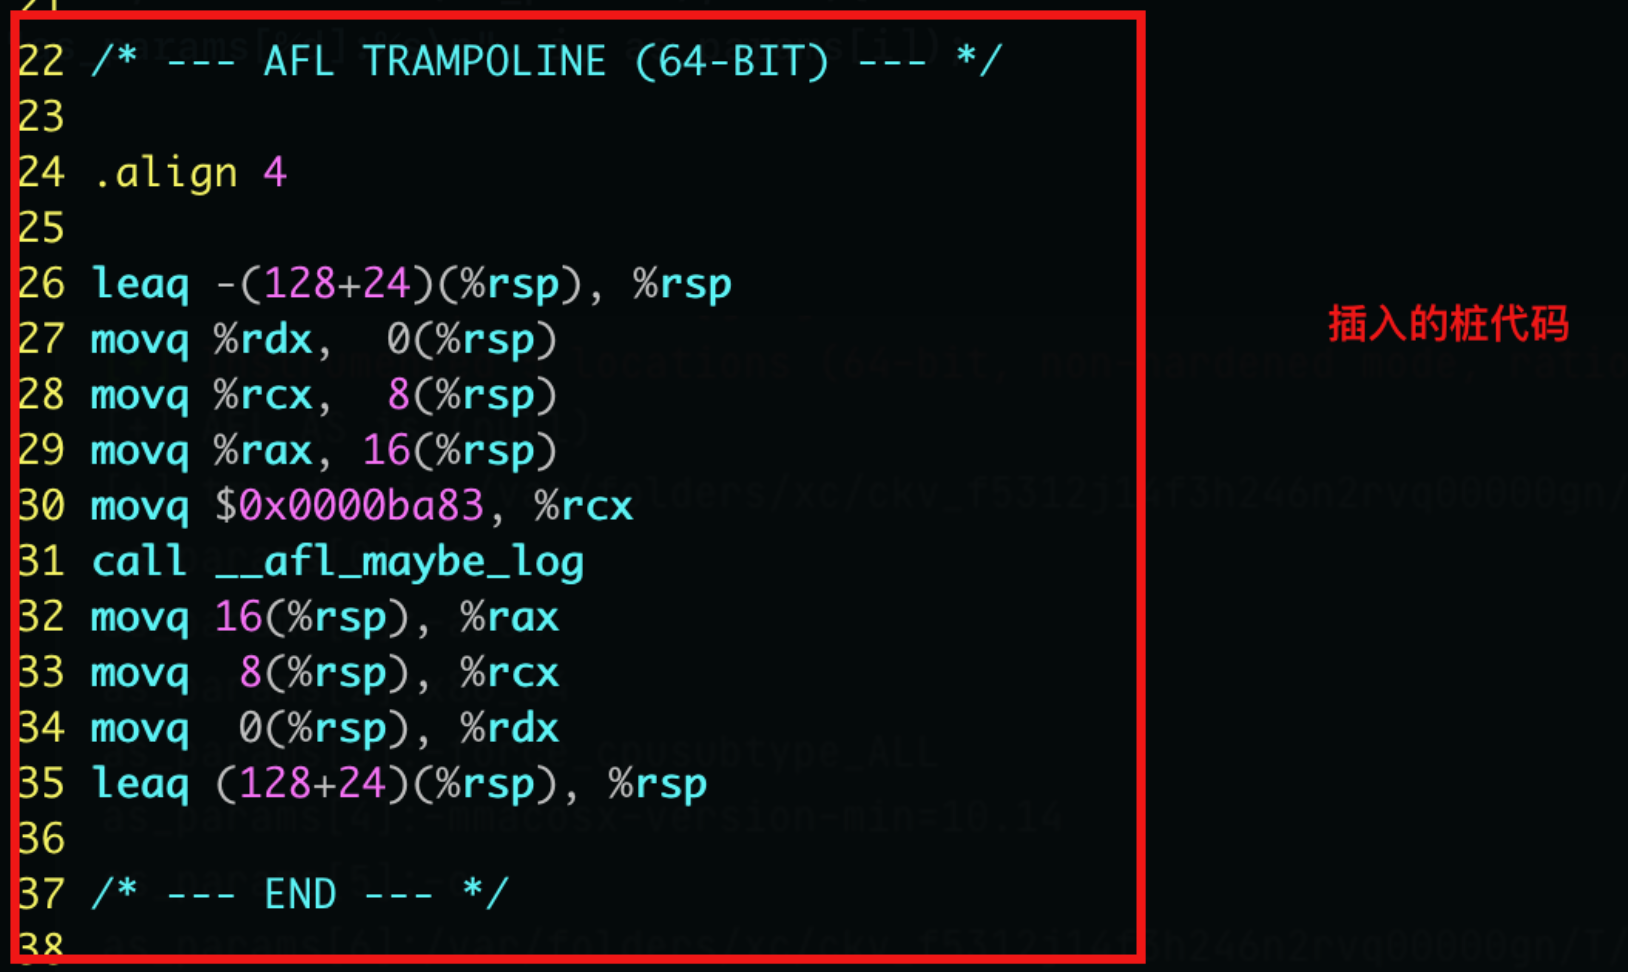 21
22 /* --- AFL TRAMPOLINE (64-BIT) --- */
23
24 .align 4
25
26 leaq -(128+24)(%rsp), %rsp
27 movq %rdx,  0(%rsp)
插入的桩代码
28 movq %rcx,  8(%rsp)
29 movq %rax, 16(%rsp)
30 movq $0x0000ba83, %rcx
31 call __afl_maybe_log
32 movq 16(%rsp), %rax
33 movq  8(%rsp), %rcx
34 movq  0(%rsp), %rdx
35 leaq (128+24)(%rsp), %rsp
36
37 /* --- END --- */
38